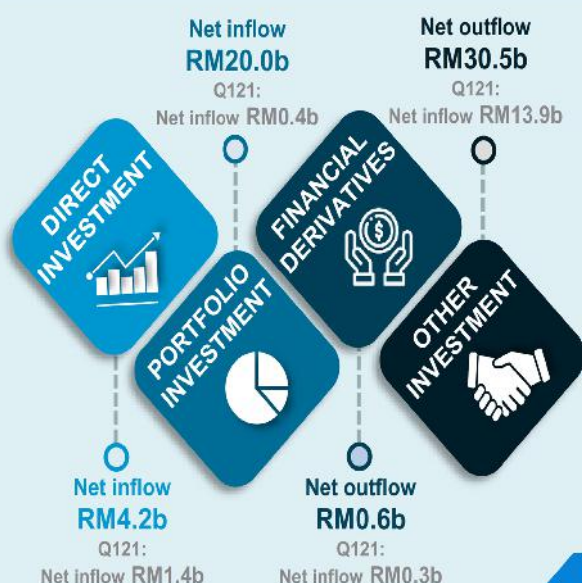 Net inflow
RM20.0b
Q121:
Net inflow RM0.4b
Net outflow
RM30.5b
Q121:
Net inflow RM13.9b
DIRECT
INVESTMENT
PORTFOLIO
INVESTMENT
FINANCIAL
DERIVATIVES
$
OTHER
INVESTMENT
Net inflow
RM4.2b
Q121:
Net inflow RM1.4b
Net outflow
RM0.6b
Q121:
Net inflow RM0.3b